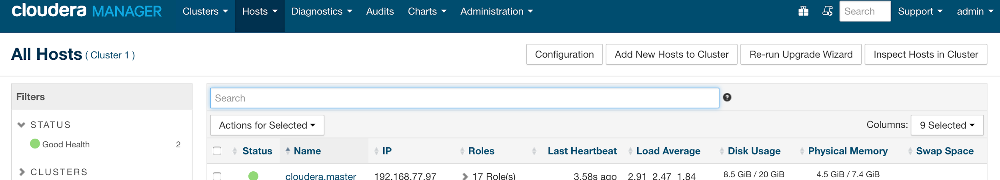 cloudera MANAGER Clusters Hosts Diagnostics Audits Charts Administration Search Support admin
All Hosts ( Cluster 1 ) Configuration Add New Hosts to Cluster Re-run Upgrade Wizard Inspect Hosts in Cluster
Filters
Search
STATUS
Good Health 2
CLUSTERS
Actions for Selected Columns: 9 Selected
Status Name IP Roles Last Heartbeat Load Average Disk Usage Physical Memory Swap Space
cloudera.master 192.168.77.97 17 Role(s) 3.58s ago 2.91 2.47 1.84 8.5 GiB / 20 GiB 4.5 GiB / 7.4 GiB